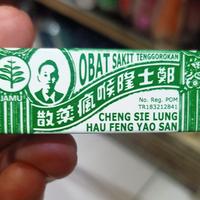 JAMU
OBAT SAKIT TENGGOROKAN
鄭士隆喉瘋藥散
No. Reg. POM
TR183212841
CHENG SIE LUNG
HAU FENG YAO SAN